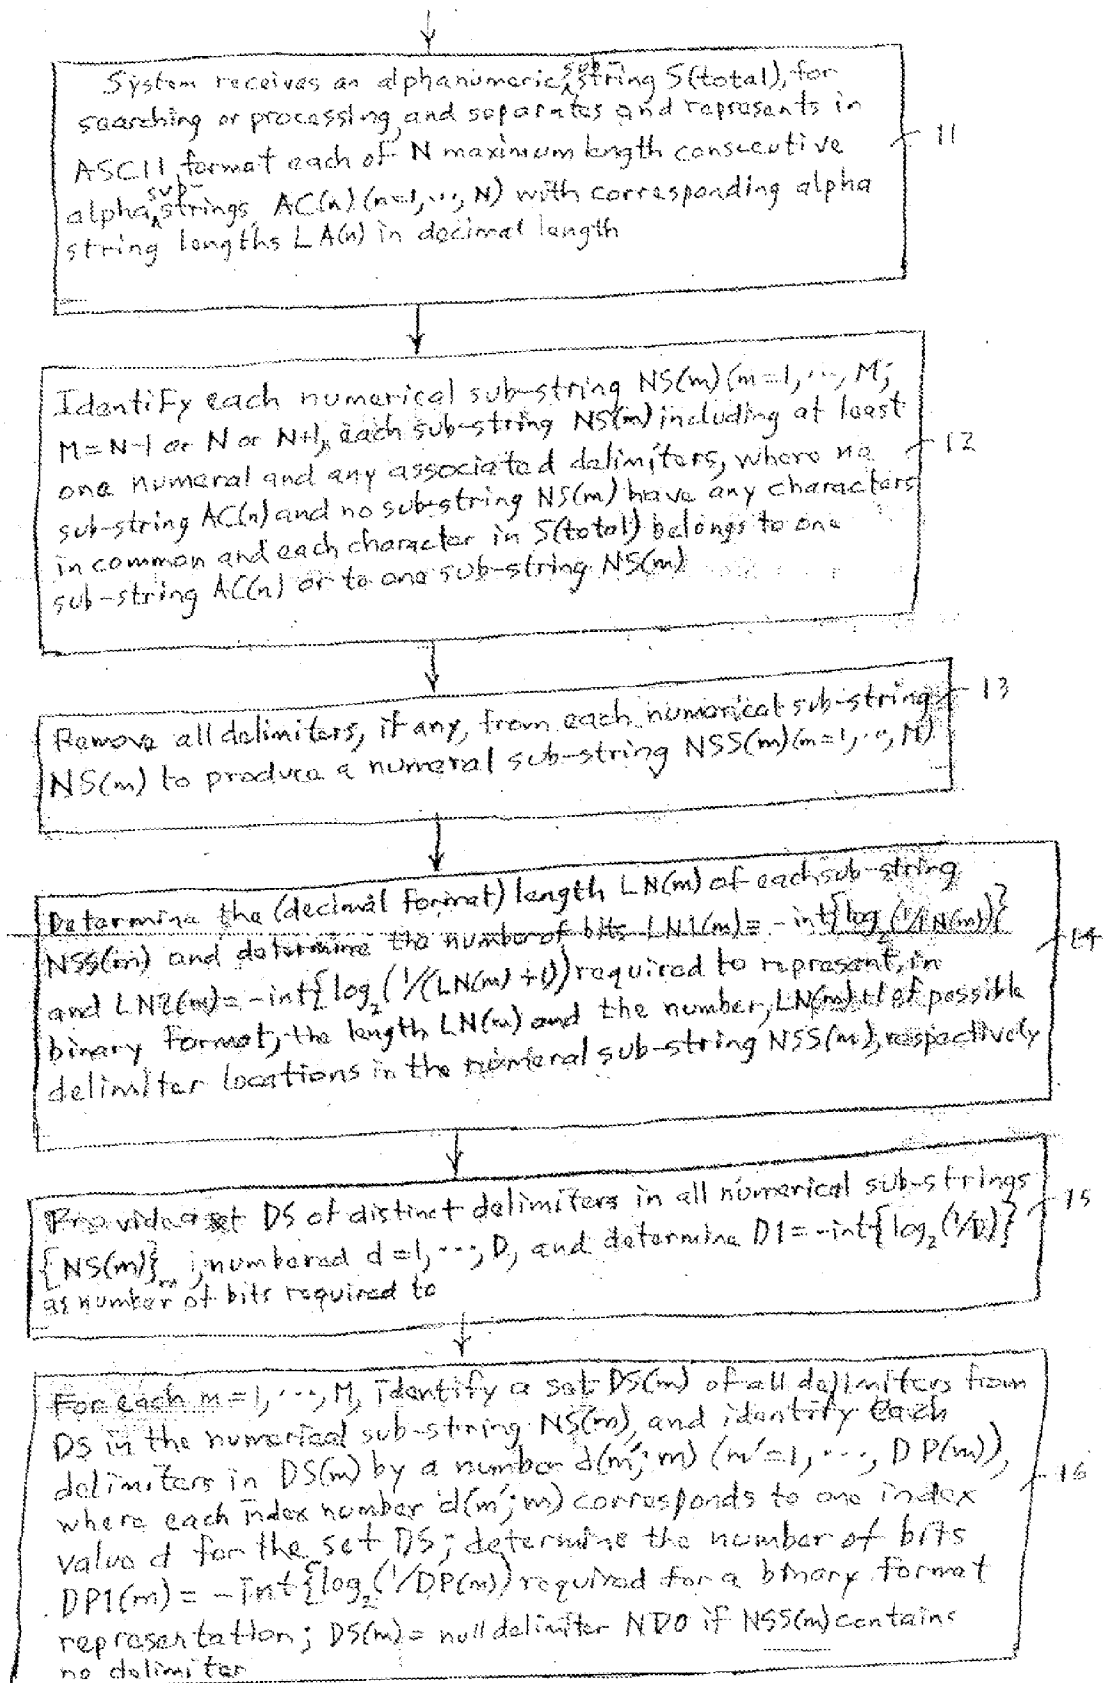 System receives an alphanumeric sub-string S(total), for
searching or processing, and separates and represents in
ASCII format each of N maximum length consecutive
alpha sub-strings AC(n) (n=1, ..., N) with corresponding alpha
string lengths LA(n) in decimal length
11
Identify each numerical sub-string NS(m) (m=1, ..., M;
M=N-1 or N or N+1), each sub-string NS(m) including at least
one numeral and any associated delimiters, where no
sub-string AC(n) and no sub-string NS(m) have any characters
in common and each character in S(total) belongs to one
sub-string AC(n) or to one sub-string NS(m)
12
Remove all delimiters, if any, from each numerical sub-string
NS(m) to produce a numeral sub-string NSS(m) (m=1, .., M)
13
Determine the (decimal format) length LN(m) of each sub-string
NSS(m) and determine the number of bits LN1(m) = -int{log₂(1/LN(m))}
and LN2(m) = -int{log₂(1/(LN(m)+1)) required to represent, in
binary format, the length LN(m) and the number, LN(m)+1 of possible
delimiter locations in the numeral sub-string NSS(m), respectively
14
Provide a set DS of distinct delimiters in all numerical sub-strings
{NS(m)}m, numbered d=1, ..., D, and determine D1 = -int{log₂(1/D)}
as number of bits required to
15
For each m=1, ..., M, identify a set DS(m) of all delimiters from
DS in the numerical sub-string NS(m), and identify each
delimiters in DS(m) by a number d(m';m) (m'=1, ..., DP(m)),
where each index number d(m';m) corresponds to one index
value d for the set DS; determine the number of bits
DP1(m) = -int{log₂(1/DP(m)) required for a binary format
representation; DS(m) = null delimiter ND0 if NSS(m) contains
no delimiter
16